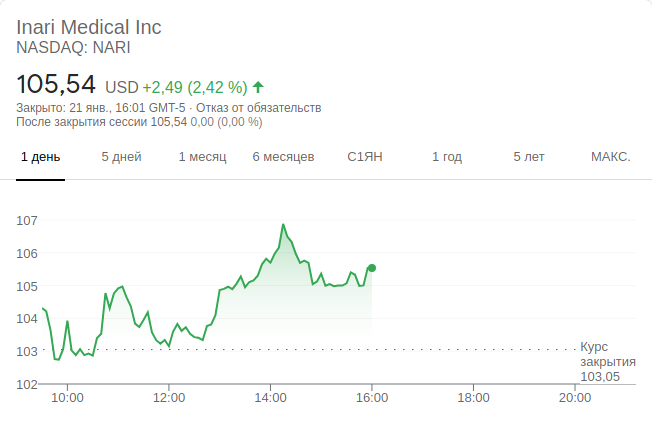 Inari Medical Inc
NASDAQ: NARI
105,54 USD +2,49 (2,42 %)
Закрыто: 21 янв., 16:01 GMT-5 · Отказ от обязательств
После закрытия сессии 105,54 0,00 (0,00 %)
1 день 5 дней 1 месяц 6 месяцев С1ЯН 1 год 5 лет МАКС.
107
106
105
104
103
102
Курс
закрытия
103,05
10:00 12:00 14:00 16:00 18:00 20:00